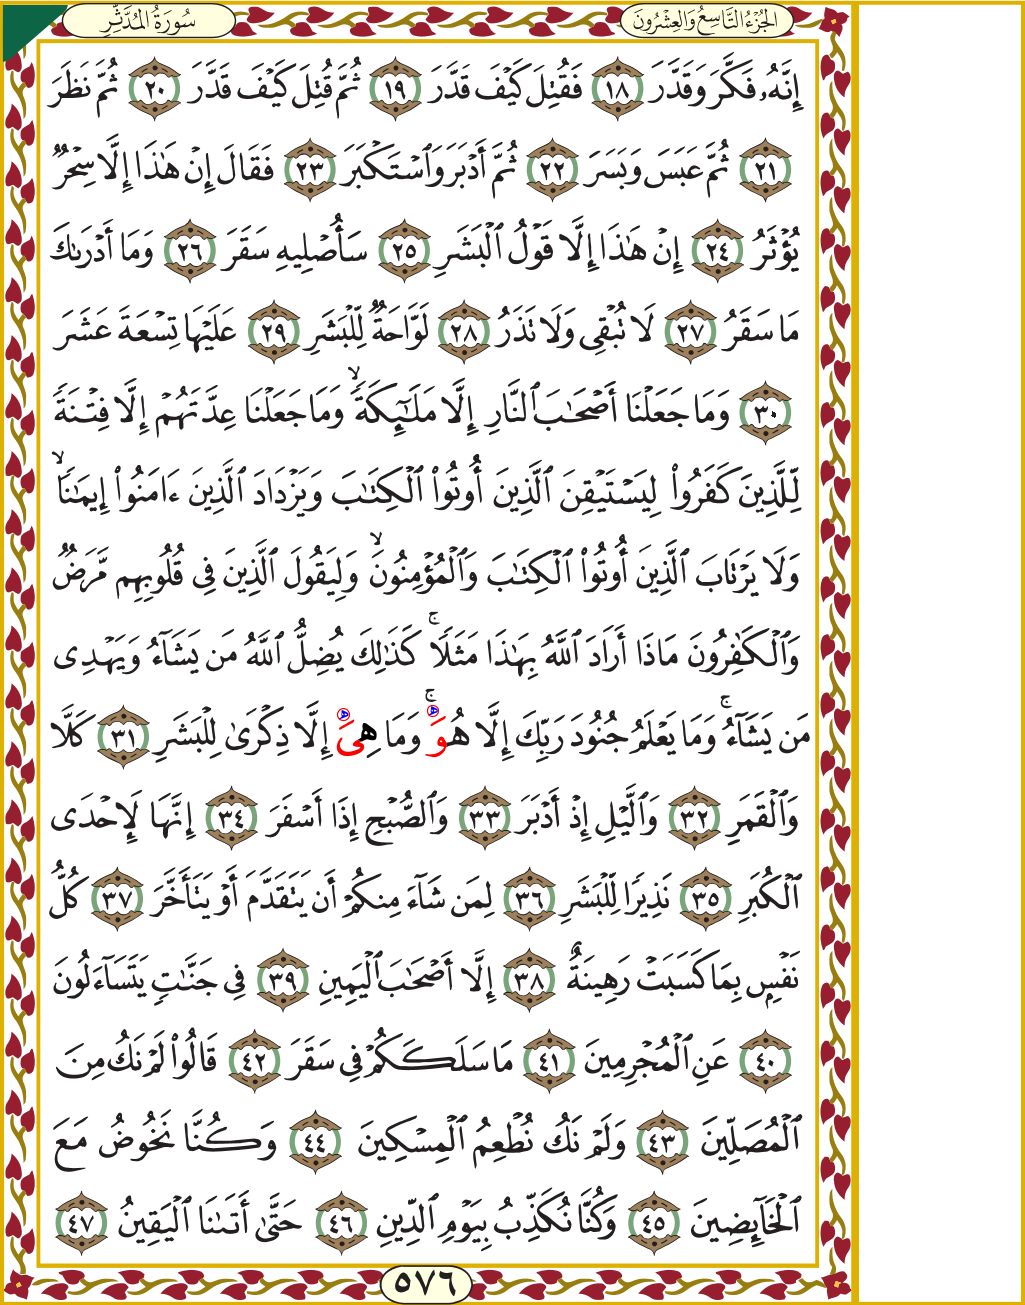 سُورَةُ المُدَّثِّرِ
الجُزْءُ التَّاسِعُ وَالعِشْرُونَ
إِنَّهُۥ فَكَّرَ وَقَدَّرَ ١٨ فَقُتِلَ كَيْفَ قَدَّرَ ١٩ ثُمَّ قُتِلَ كَيْفَ قَدَّرَ ٢٠ ثُمَّ نَظَرَ
٢١ ثُمَّ عَبَسَ وَبَسَرَ ٢٢ ثُمَّ أَدْبَرَ وَٱسْتَكْبَرَ ٢٣ فَقَالَ إِنْ هَٰذَا إِلَّا سِحْرٌ
يُؤْثَرُ ٢٤ إِنْ هَٰذَا إِلَّا قَوْلُ ٱلْبَشَرِ ٢٥ سَأُصْلِيهِ سَقَرَ ٢٦ وَمَا أَدْرَىٰكَ
مَا سَقَرُ ٢٧ لَا تُبْقِى وَلَا تَذَرُ ٢٨ لَوَّاحَةٌ لِّلْبَشَرِ ٢٩ عَلَيْهَا تِسْعَةَ عَشَرَ
٣٠ وَمَا جَعَلْنَا أَصْحَٰبَ ٱلنَّارِ إِلَّا مَلَٰٓئِكَةً ۙ وَمَا جَعَلْنَا عِدَّتَهُمْ إِلَّا فِتْنَةً
لِّلَّذِينَ كَفَرُوا۟ لِيَسْتَيْقِنَ ٱلَّذِينَ أُوتُوا۟ ٱلْكِتَٰبَ وَيَزْدَادَ ٱلَّذِينَ ءَامَنُوا۟ إِيمَٰنًا ۙ
وَلَا يَرْتَابَ ٱلَّذِينَ أُوتُوا۟ ٱلْكِتَٰبَ وَٱلْمُؤْمِنُونَ ۙ وَلِيَقُولَ ٱلَّذِينَ فِى قُلُوبِهِم مَّرَضٌ
وَٱلْكَٰفِرُونَ مَاذَا أَرَادَ ٱللَّهُ بِهَٰذَا مَثَلًا ۚ كَذَٰلِكَ يُضِلُّ ٱللَّهُ مَن يَشَآءُ وَيَهْدِى
مَن يَشَآءُ ۚ وَمَا يَعْلَمُ جُنُودَ رَبِّكَ إِلَّا هُوَ ۚ وَمَا هِىَ إِلَّا ذِكْرَىٰ لِلْبَشَرِ ٣١ كَلَّا
وَٱلْقَمَرِ ٣٢ وَٱلَّيْلِ إِذْ أَدْبَرَ ٣٣ وَٱلصُّبْحِ إِذَا أَسْفَرَ ٣٤ إِنَّهَا لَإِحْدَى
ٱلْكُبَرِ ٣٥ نَذِيرًا لِّلْبَشَرِ ٣٦ لِمَن شَآءَ مِنكُمْ أَن يَتَقَدَّمَ أَوْ يَتَأَخَّرَ ٣٧ كُلُّ
نَفْسٍ بِمَا كَسَبَتْ رَهِينَةٌ ٣٨ إِلَّا أَصْحَٰبَ ٱلْيَمِينِ ٣٩ فِى جَنَّٰتٍ يَتَسَآءَلُونَ
٤٠ عَنِ ٱلْمُجْرِمِينَ ٤١ مَا سَلَكَكُمْ فِى سَقَرَ ٤٢ قَالُوا۟ لَمْ نَكُ مِنَ
ٱلْمُصَلِّينَ ٤٣ وَلَمْ نَكُ نُطْعِمُ ٱلْمِسْكِينَ ٤٤ وَكُنَّا نَخُوضُ مَعَ
ٱلْخَآئِضِينَ ٤٥ وَكُنَّا نُكَذِّبُ بِيَوْمِ ٱلدِّينِ ٤٦ حَتَّىٰ أَتَىٰنَا ٱلْيَقِينُ ٤٧
٥٧٦